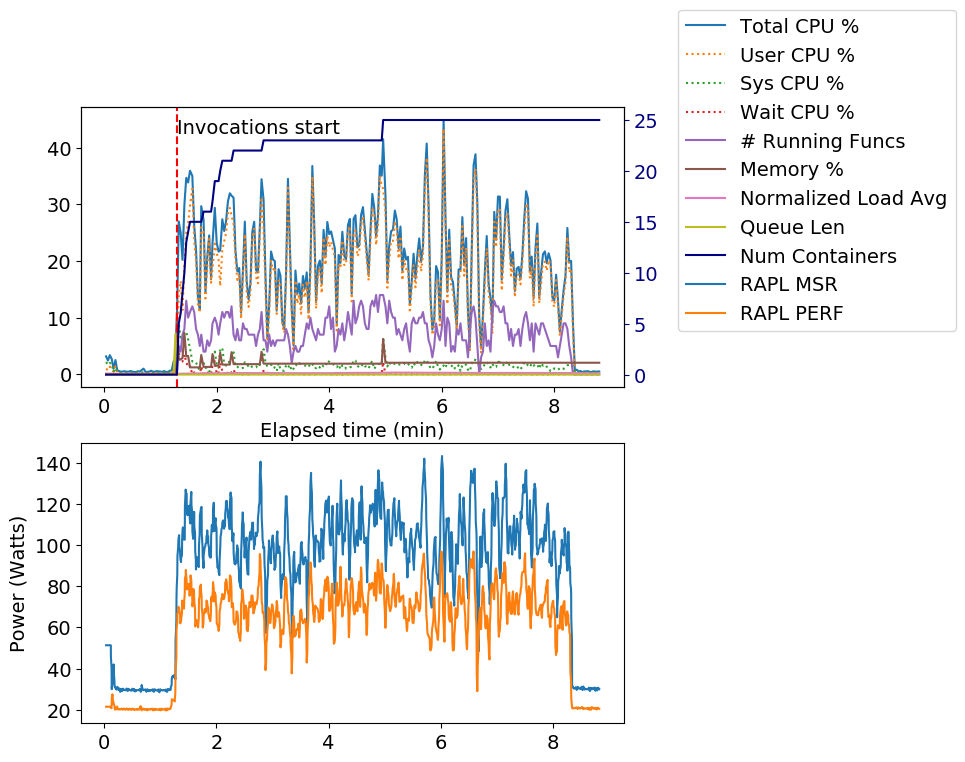 Total CPU %
User CPU %
Sys CPU %
Wait CPU %
# Running Funcs
Memory %
Normalized Load Avg
Queue Len
Num Containers
RAPL MSR
RAPL PERF
Invocations start
40
30
20
10
0
25
20
15
10
5
0
0 2 4 6 8
Elapsed time (min)
Power (Watts)
140
120
100
80
60
40
20
0 2 4 6 8